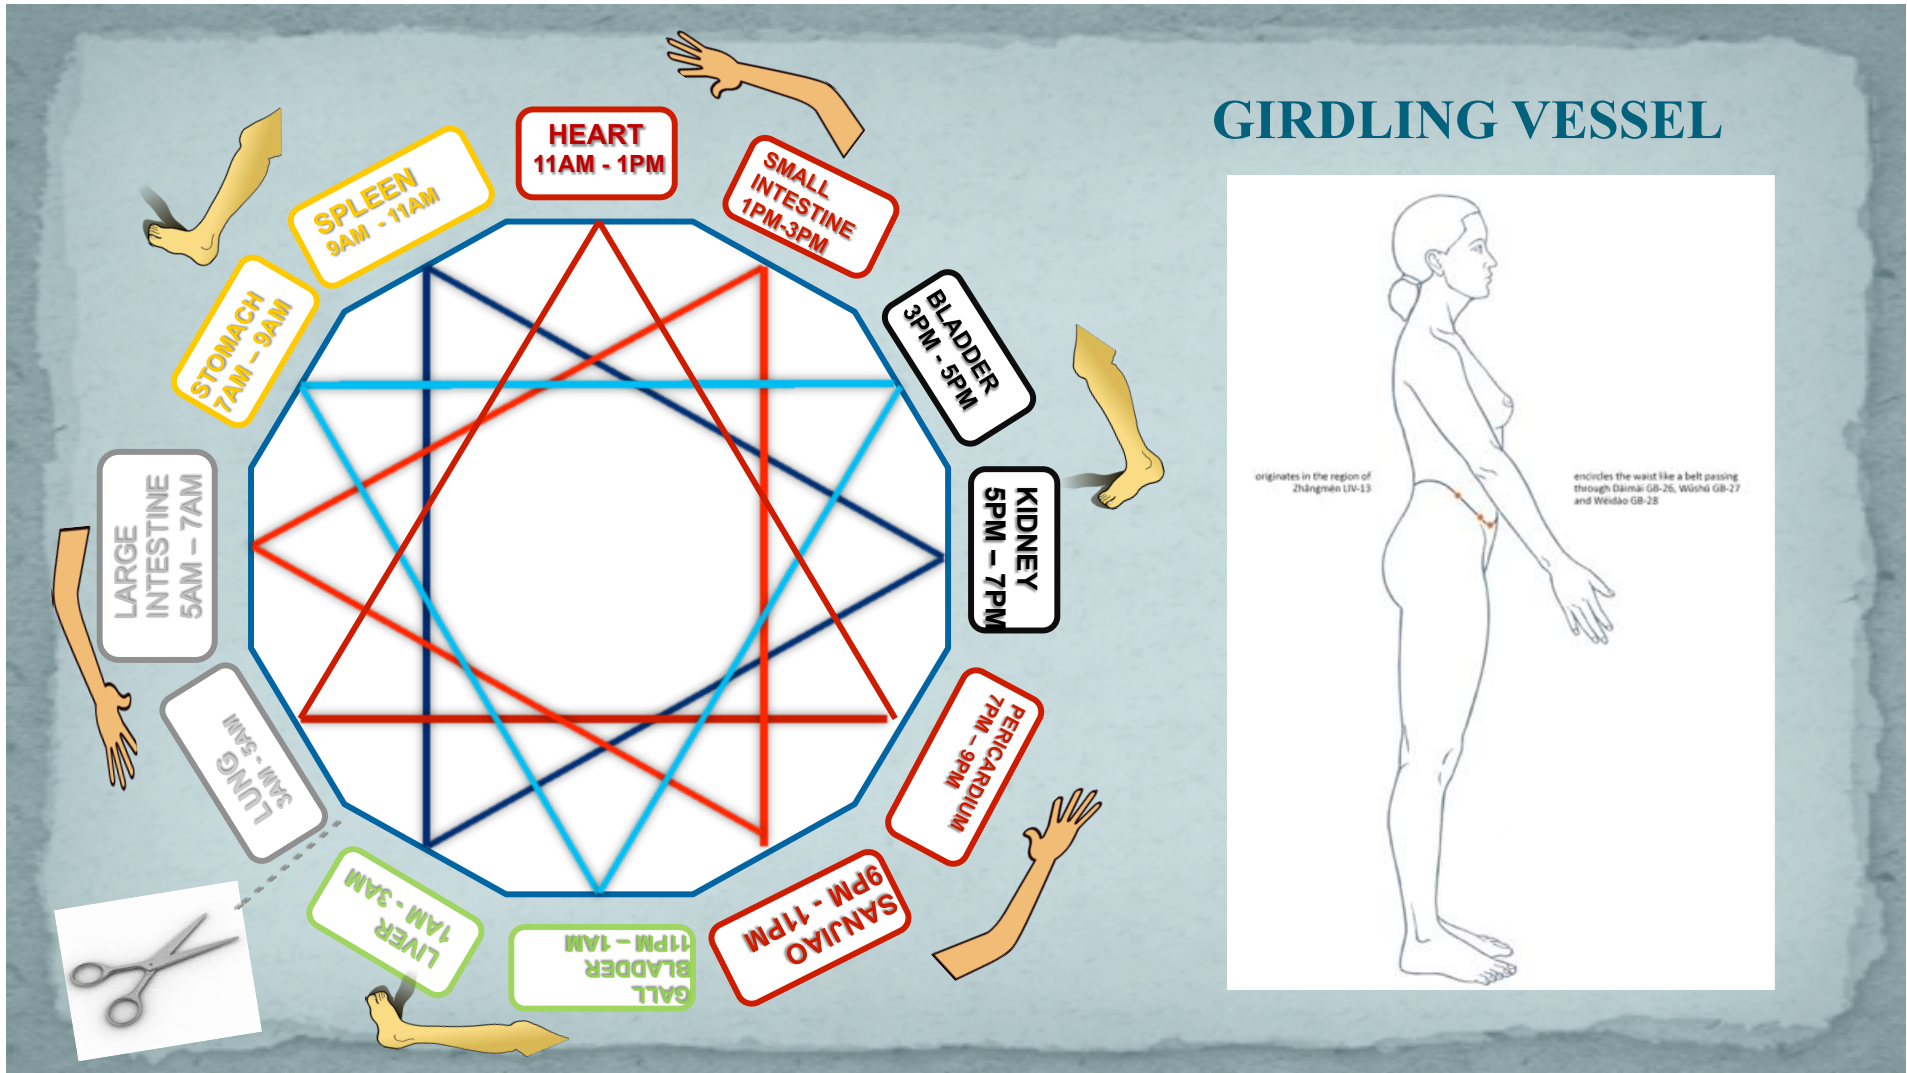 GIRDLING VESSEL
HEART
11AM - 1PM
SMALL
INTESTINE
1PM-3PM
BLADDER
3PM - 5PM
KIDNEY
5PM – 7PM
PERICARDIUM
7PM – 9PM
SANJIAO
9PM - 11PM
GALL
BLADDER
11PM – 1AM
LIVER
1AM - 3AM
LUNG
3AM - 5AM
LARGE
INTESTINE
5AM – 7AM
STOMACH
7AM – 9AM
SPLEEN
9AM - 11AM
originates in the region of
Zhāngmén LIV-13
encircles the waist like a belt passing
through Dàimài GB-26, Wǔshū GB-27
and Wéidào GB-28